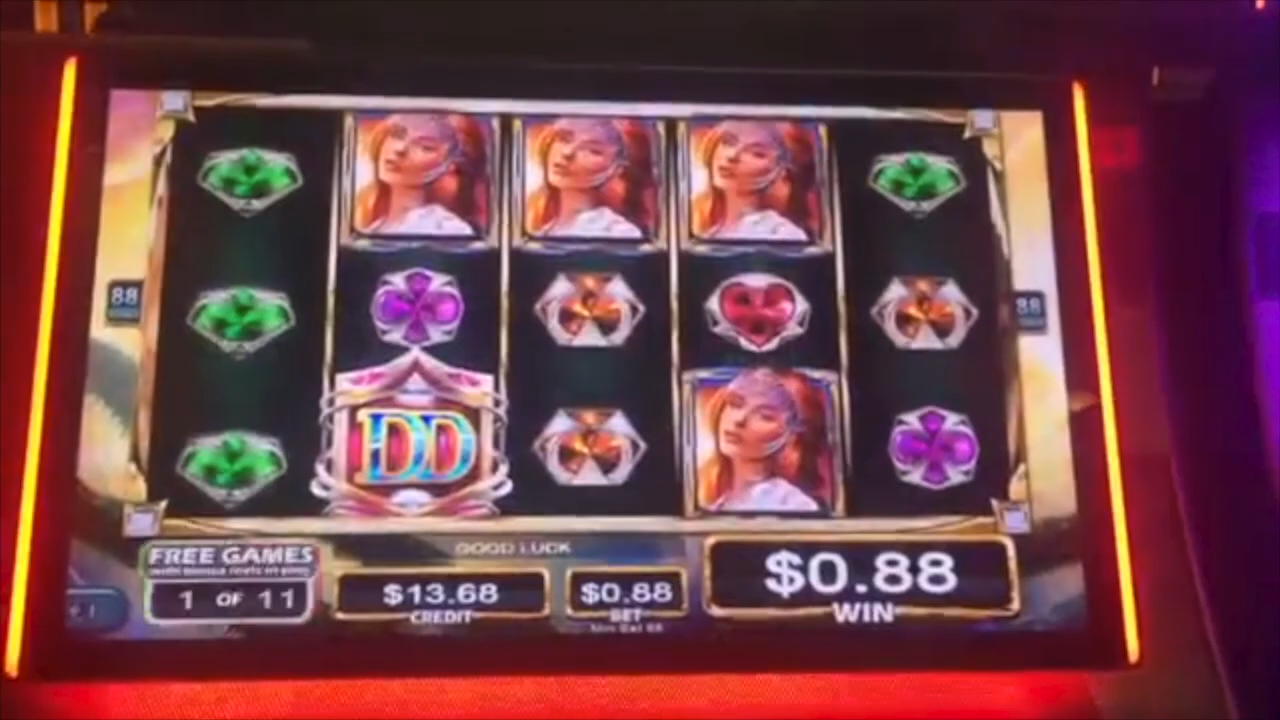 88
88
DD
FREE GAMES
1 OF 11
GOOD LUCK
$13.68
CREDIT
$0.88
BET
$0.88
WIN